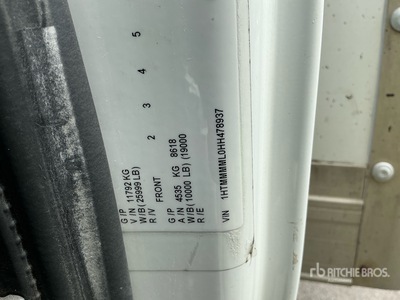 G /P
V /N 11792 KG
W/B ( 25999 LB)
R /V
FRONT
2 3 4 5
G /P
A /N 4535 KG 8618
W/B (10000 LB) (19000
R /E
VIN 1HTMMMML0HH478937
rb RITCHIE BROS.